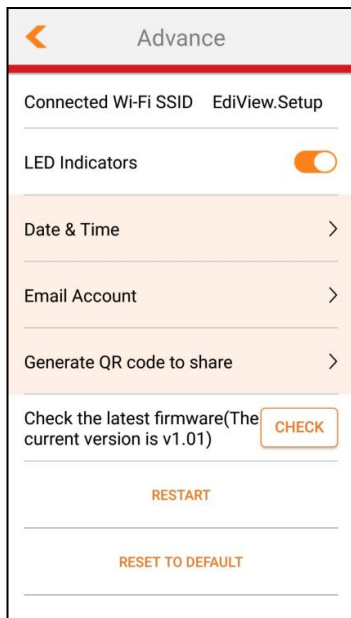 Advance
Connected Wi-Fi SSID EdiView.Setup
LED Indicators
Date & Time
Email Account
Generate QR code to share
Check the latest firmware(The
current version is v1.01)
CHECK
RESTART
RESET TO DEFAULT